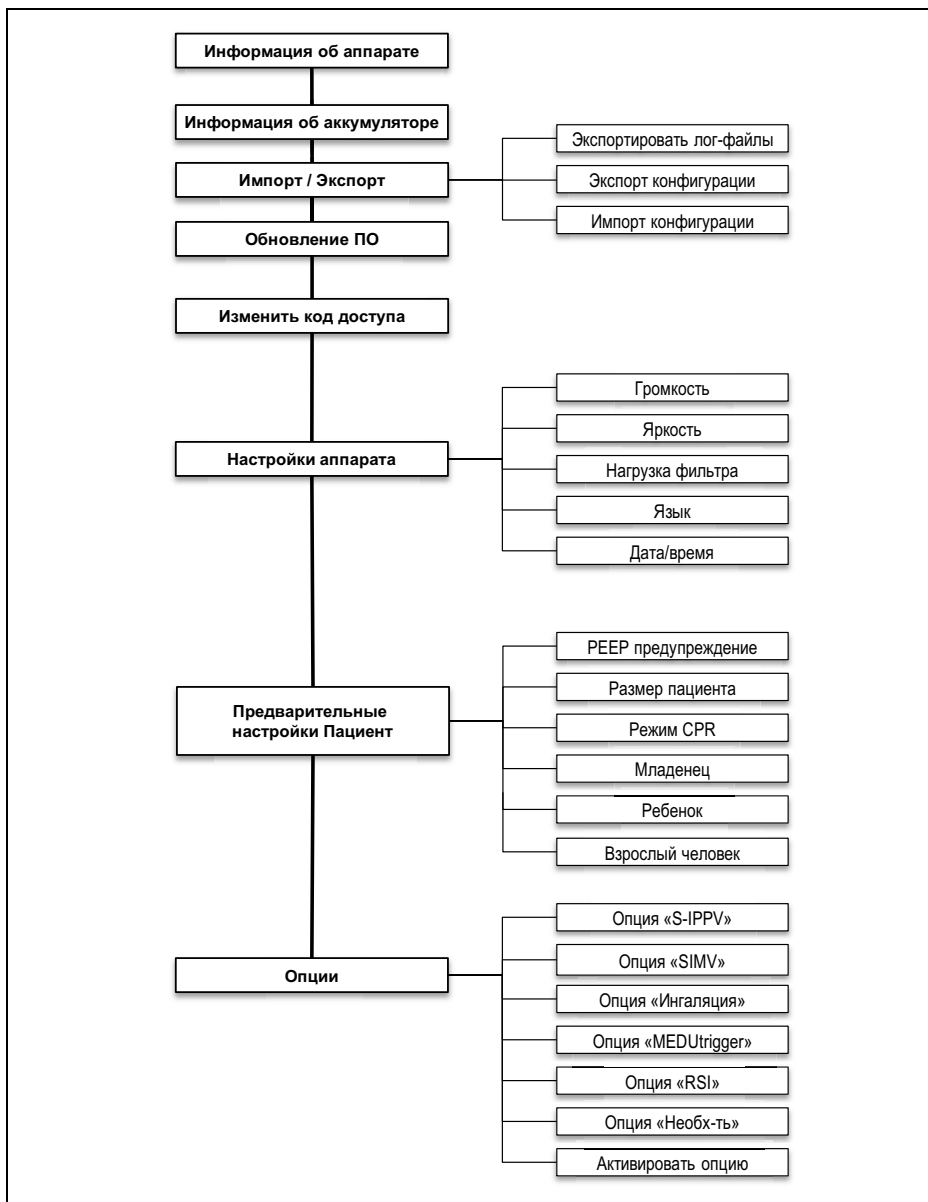 Информация об аппарате
Информация об аккумуляторе
Импорт / Экспорт
Экспортировать лог-файлы
Экспорт конфигурации
Импорт конфигурации
Обновление ПО
Изменить код доступа
Настройки аппарата
Громкость
Яркость
Нагрузка фильтра
Язык
Дата/время
Предварительные
настройки Пациент
PEEP предупреждение
Размер пациента
Режим CPR
Младенец
Ребенок
Взрослый человек
Опции
Опция «S-IPPV»
Опция «SIMV»
Опция «Ингаляция»
Опция «MEDUtrigger»
Опция «RSI»
Опция «Необх-ть»
Активировать опцию